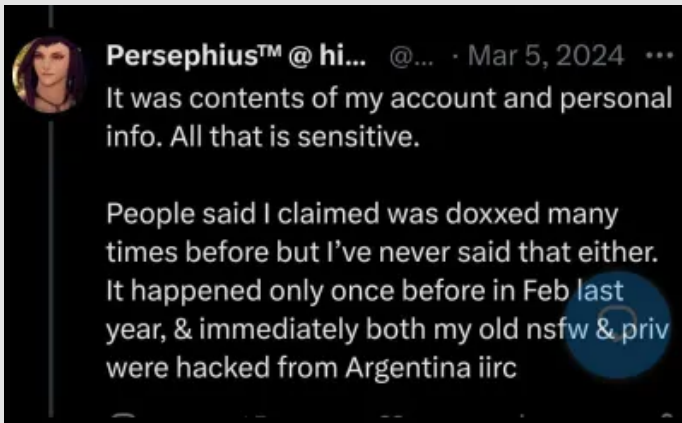 Persephius™ @ hi... @... · Mar 5, 2024 ...
It was contents of my account and personal
info. All that is sensitive.
People said I claimed was doxxed many
times before but I've never said that either.
It happened only once before in Feb last
year, & immediately both my old nsfw & priv
were hacked from Argentina iirc